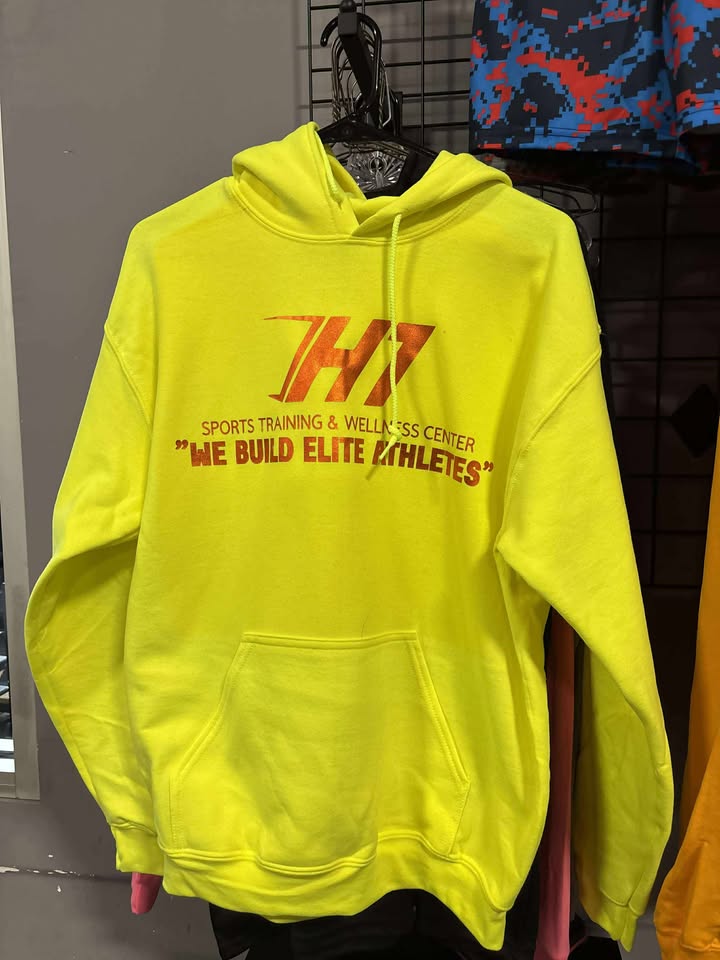 H7
SPORTS TRAINING & WELLNESS CENTER
"WE BUILD ELITE ATHLETES"